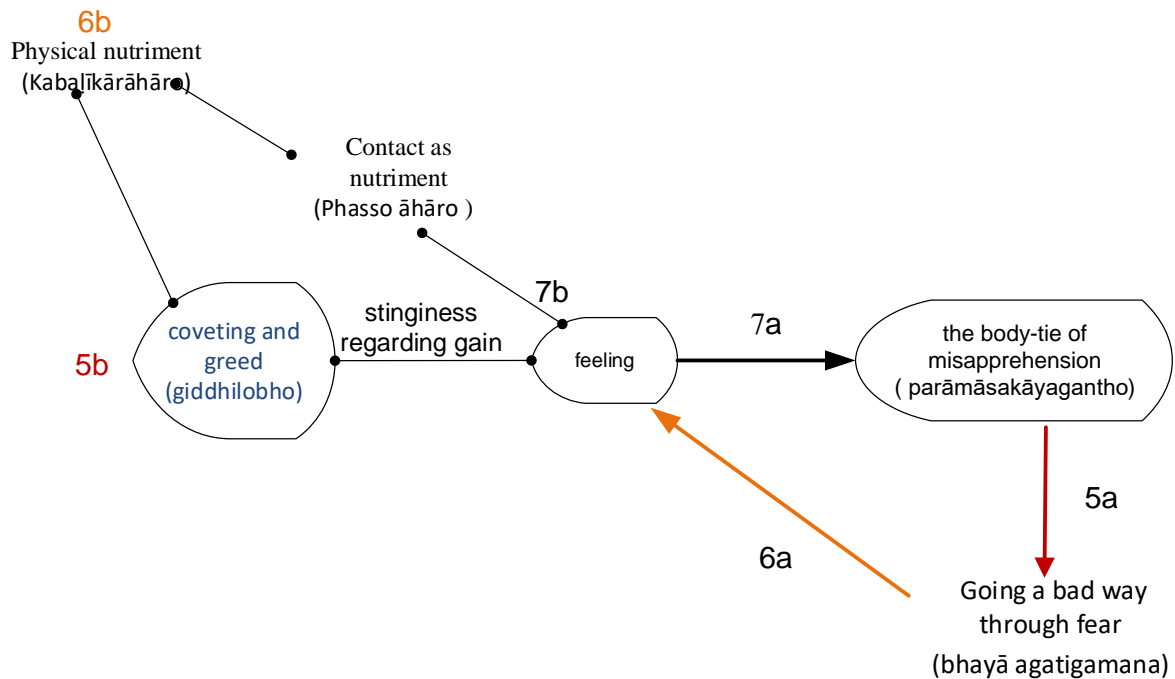 6b
Physical nutriment
(Kabaḷīkārāhāro)
Contact as
nutriment
(Phasso āhāro )
7b
stinginess
regarding gain
coveting and
greed
(giddhilobho)
5b
feeling
7a
the body-tie of
misapprehension
( parāmāsakāyagantho)
5a
6a
Going a bad way
through fear
(bhayā agatigamana)